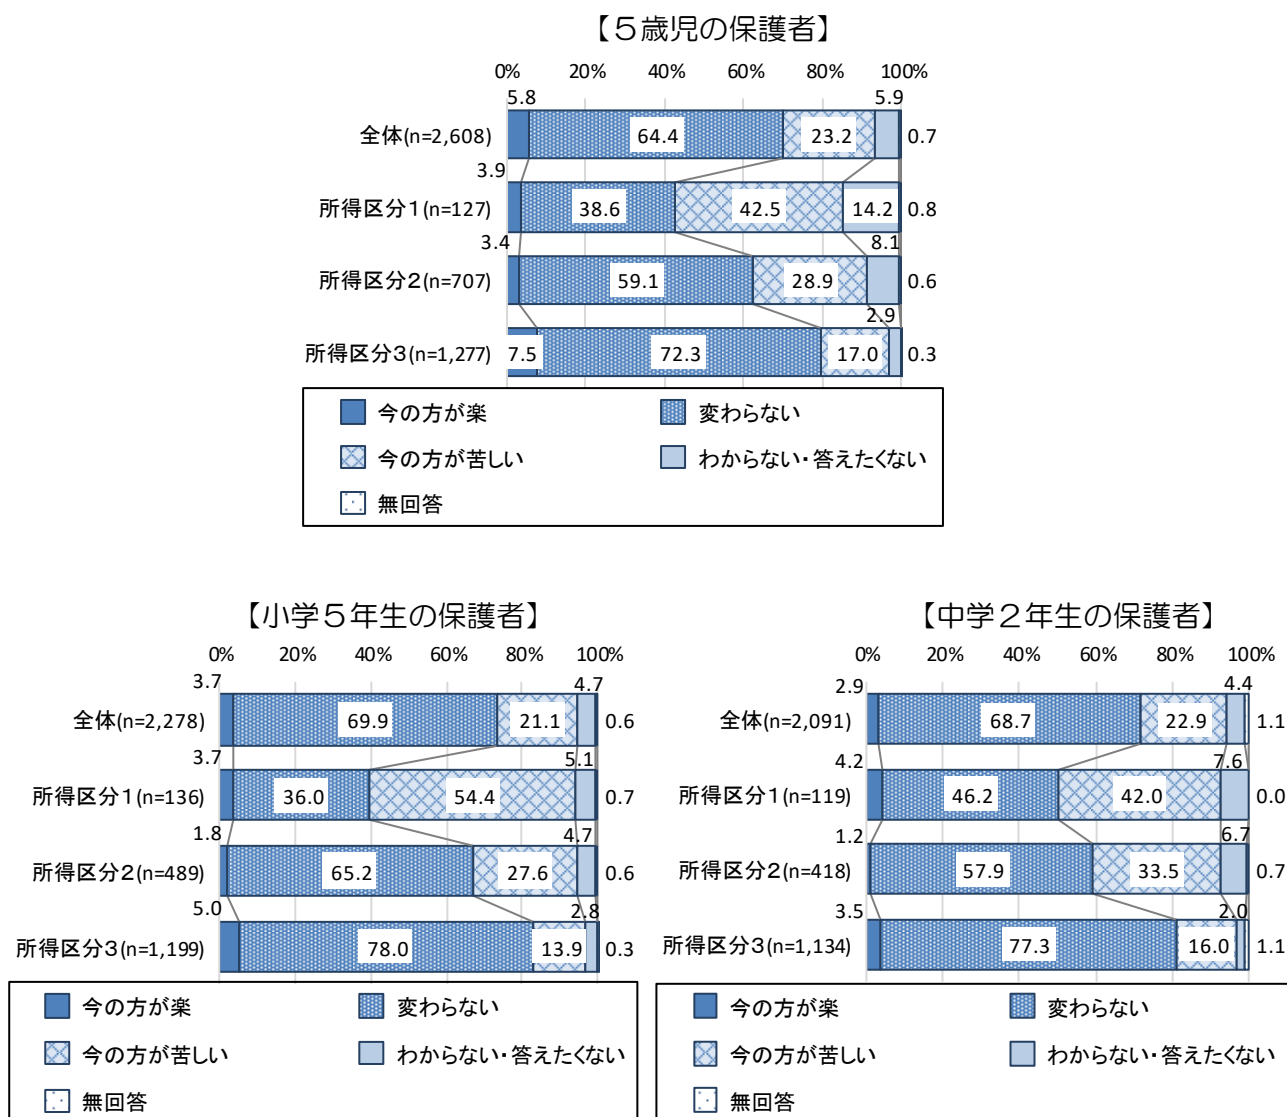 【５歳児の保護者】
0% 20% 40% 60% 80% 100%
5.8 5.9
全体(n=2,608) 64.4 23.2 0.7
3.9
所得区分１(n=127) 38.6 42.5 14.2 0.8
3.4 8.1
所得区分２(n=707) 59.1 28.9 0.6
2.9
所得区分３(n=1,277) 7.5 72.3 17.0 0.3
今の方が楽 変わらない
今の方が苦しい わからない・答えたくない
無回答
【小学５年生の保護者】
0% 20% 40% 60% 80% 100%
3.7 4.7
全体(n=2,278) 69.9 21.1 0.6
3.7 5.1
所得区分１(n=136) 36.0 54.4 0.7
1.8 4.7
所得区分２(n=489) 65.2 27.6 0.6
5.0 2.8
所得区分３(n=1,199) 78.0 13.9 0.3
今の方が楽 変わらない
今の方が苦しい わからない・答えたくない
無回答
【中学２年生の保護者】
0% 20% 40% 60% 80% 100%
2.9 4.4
全体(n=2,091) 68.7 22.9 1.1
4.2 7.6
所得区分１(n=119) 46.2 42.0 0.0
1.2 6.7
所得区分２(n=418) 57.9 33.5 0.7
3.5 2.0
所得区分３(n=1,134) 77.3 16.0 1.1
今の方が楽 変わらない
今の方が苦しい わからない・答えたくない
無回答